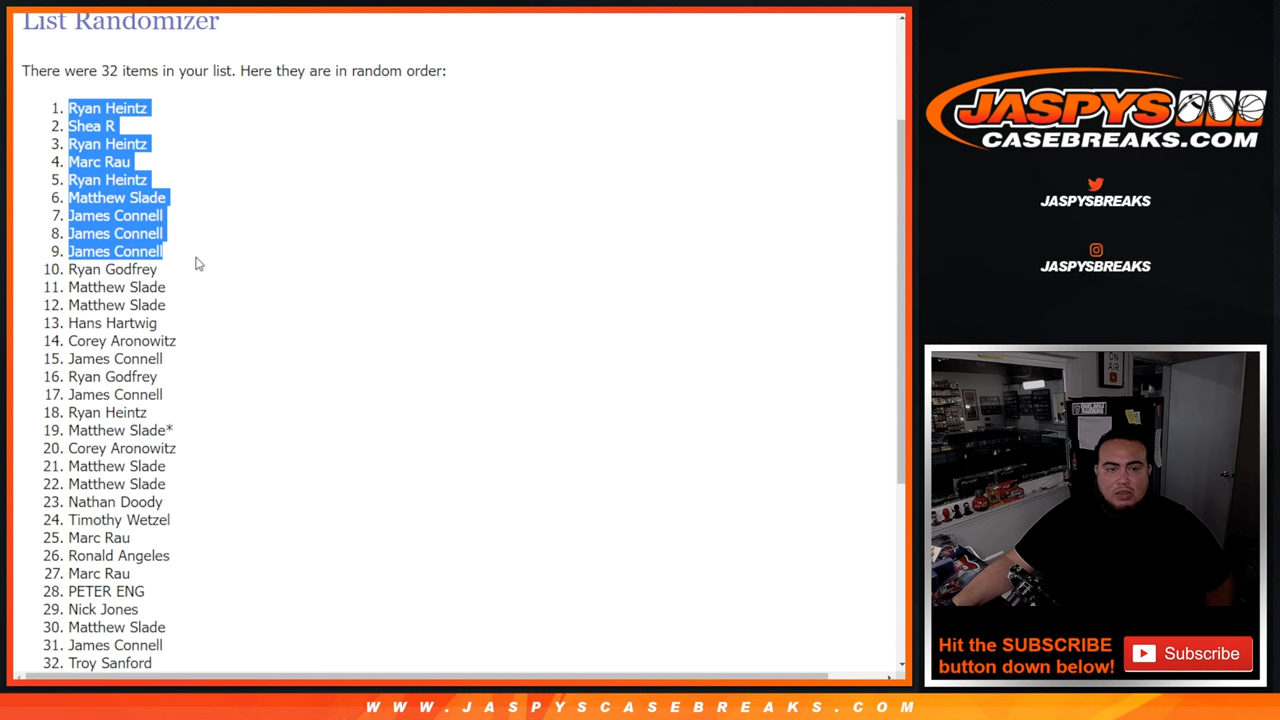 List Randomizer
There were 32 items in your list. Here they are in random order:
1. Ryan Heintz
2. Shea R
3. Ryan Heintz
4. Marc Rau
5. Ryan Heintz
6. Matthew Slade
7. James Connell
8. James Connell
9. James Connell
10. Ryan Godfrey
11. Matthew Slade
12. Matthew Slade
13. Hans Hartwig
14. Corey Aronowitz
15. James Connell
16. Ryan Godfrey
17. James Connell
18. Ryan Heintz
19. Matthew Slade*
20. Corey Aronowitz
21. Matthew Slade
22. Matthew Slade
23. Nathan Doody
24. Timothy Wetzel
25. Marc Rau
26. Ronald Angeles
27. Marc Rau
28. PETER ENG
29. Nick Jones
30. Matthew Slade
31. James Connell
32. Troy Sanford
JASPYS
CASEBREAKS.COM
JASPYSBREAKS
JASPYSBREAKS
ON
AIR
Hit the SUBSCRIBE
button down below!
Subscribe
WWW.JASPYSCASEBREAKS.COM